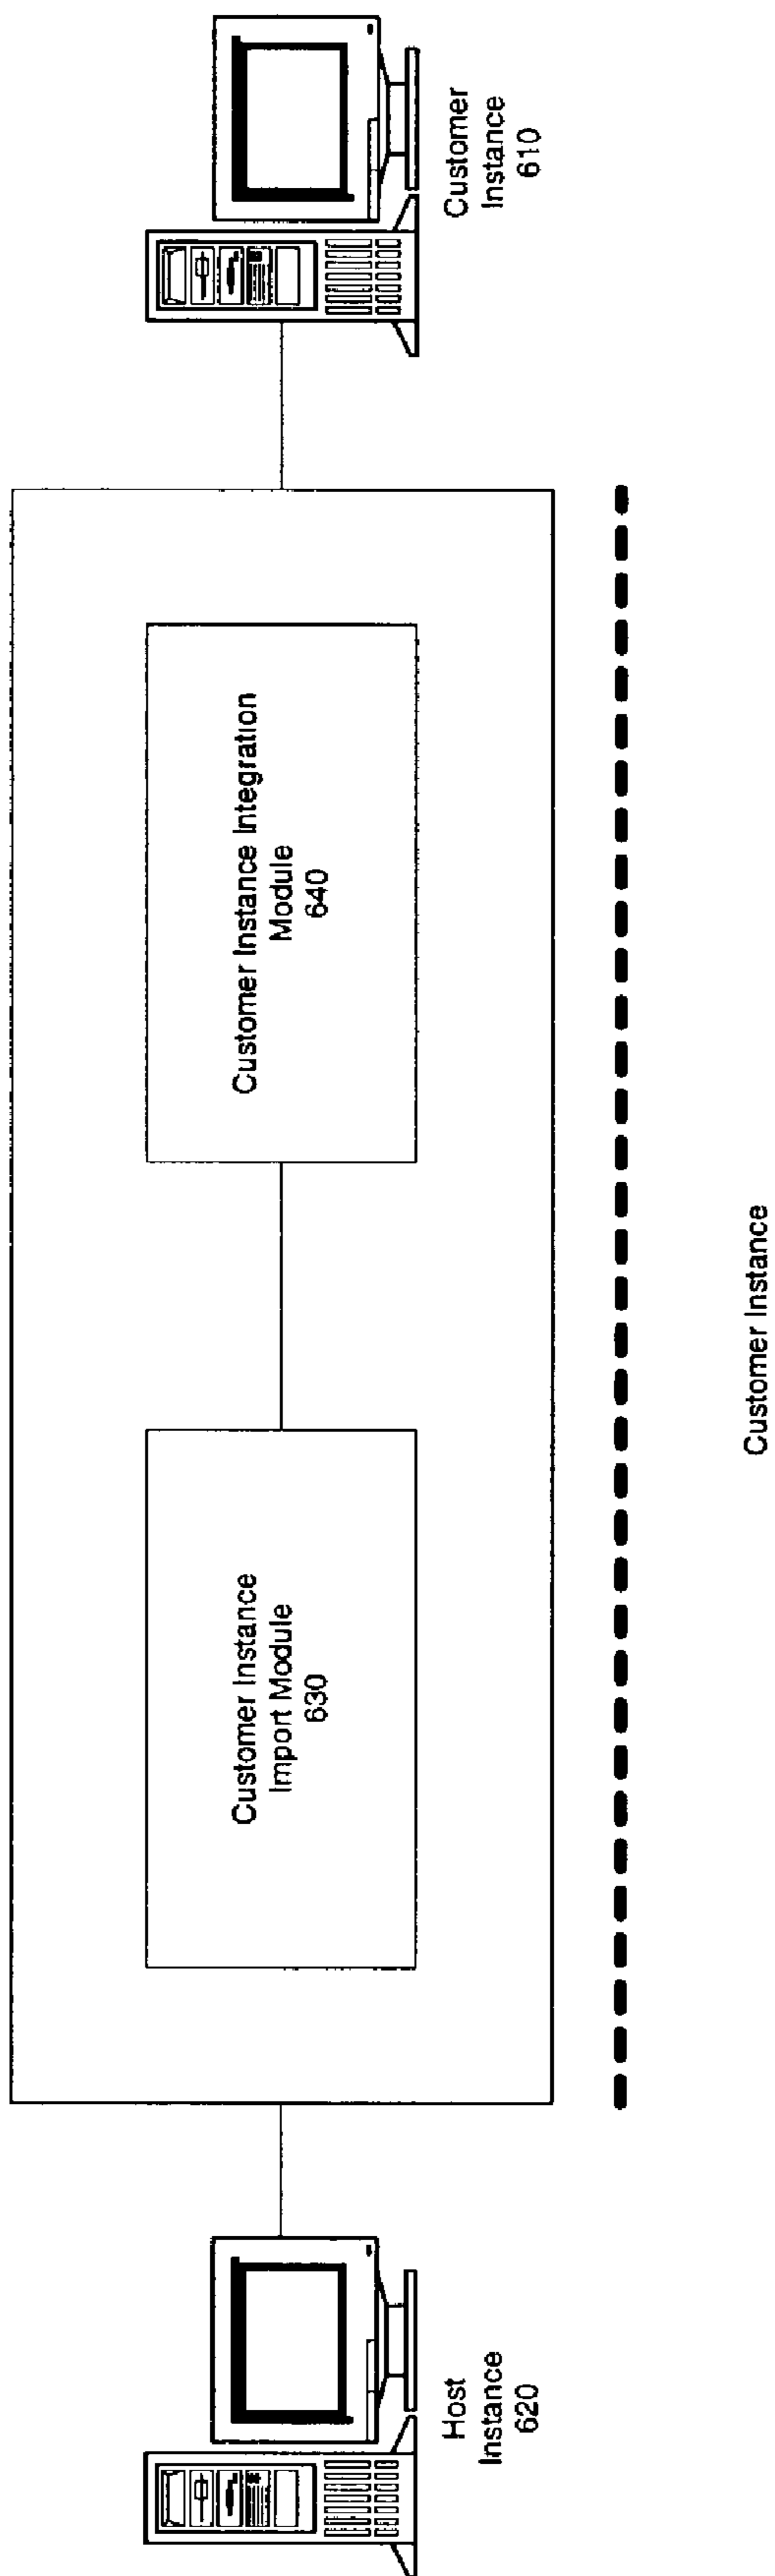 Host
Instance
620
Customer Instance
Import Module
630
Customer Instance Integration
Module
640
Customer
Instance
610
Customer Instance